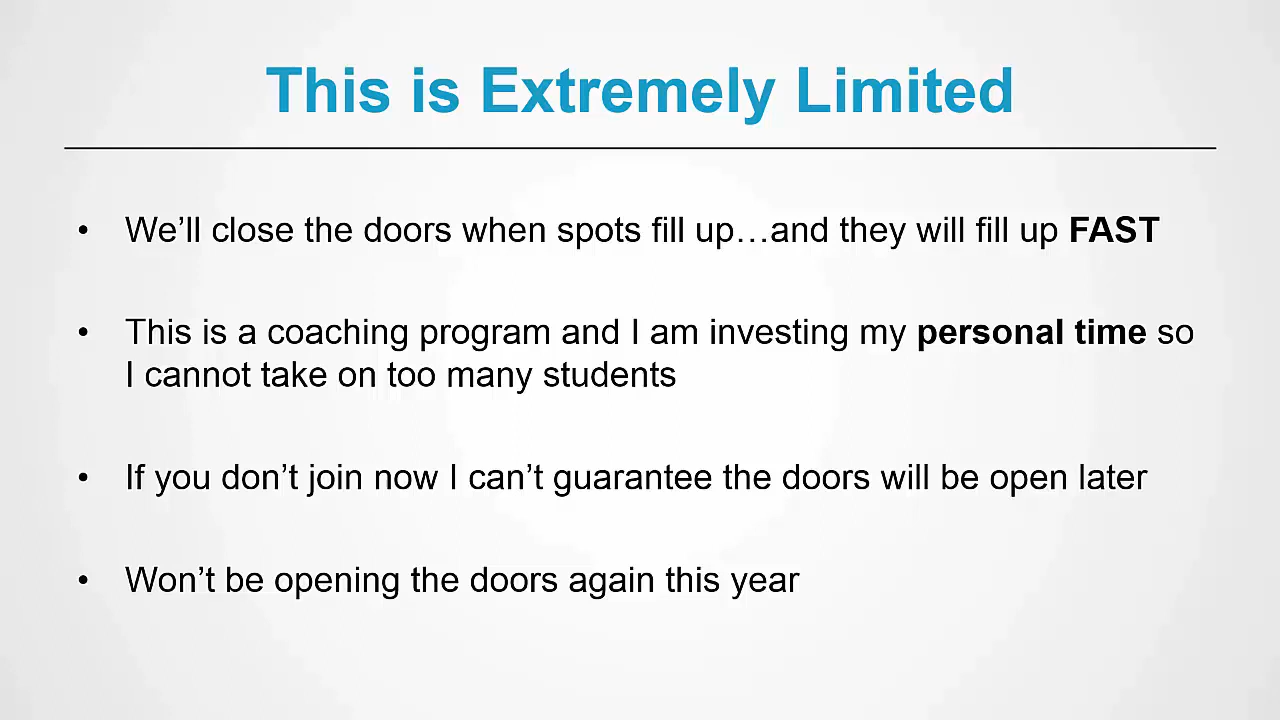 This is Extremely Limited
• We’ll close the doors when spots fill up…and they will fill up FAST
• This is a coaching program and I am investing my personal time so
I cannot take on too many students
• If you don’t join now I can’t guarantee the doors will be open later
• Won’t be opening the doors again this year